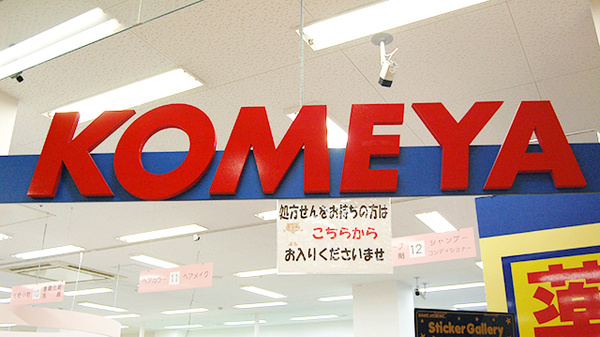 KOMEYA
処方せんをお持ちの方は
こちらから
お入りくださいませ
12
シャンプー
コンディショナー
ヘアカラー 11 ヘアメイク
薬
Sticker Gallery